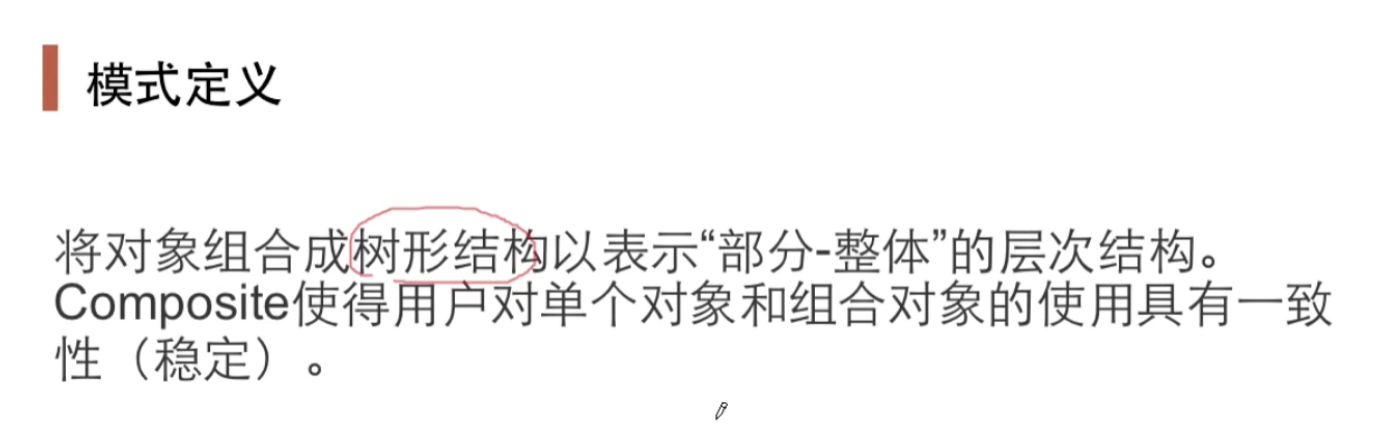 模式定义
将对象组合成树形结构以表示“部分-整体”的层次结构。
Composite使得用户对单个对象和组合对象的使用具有一致
性（稳定）。